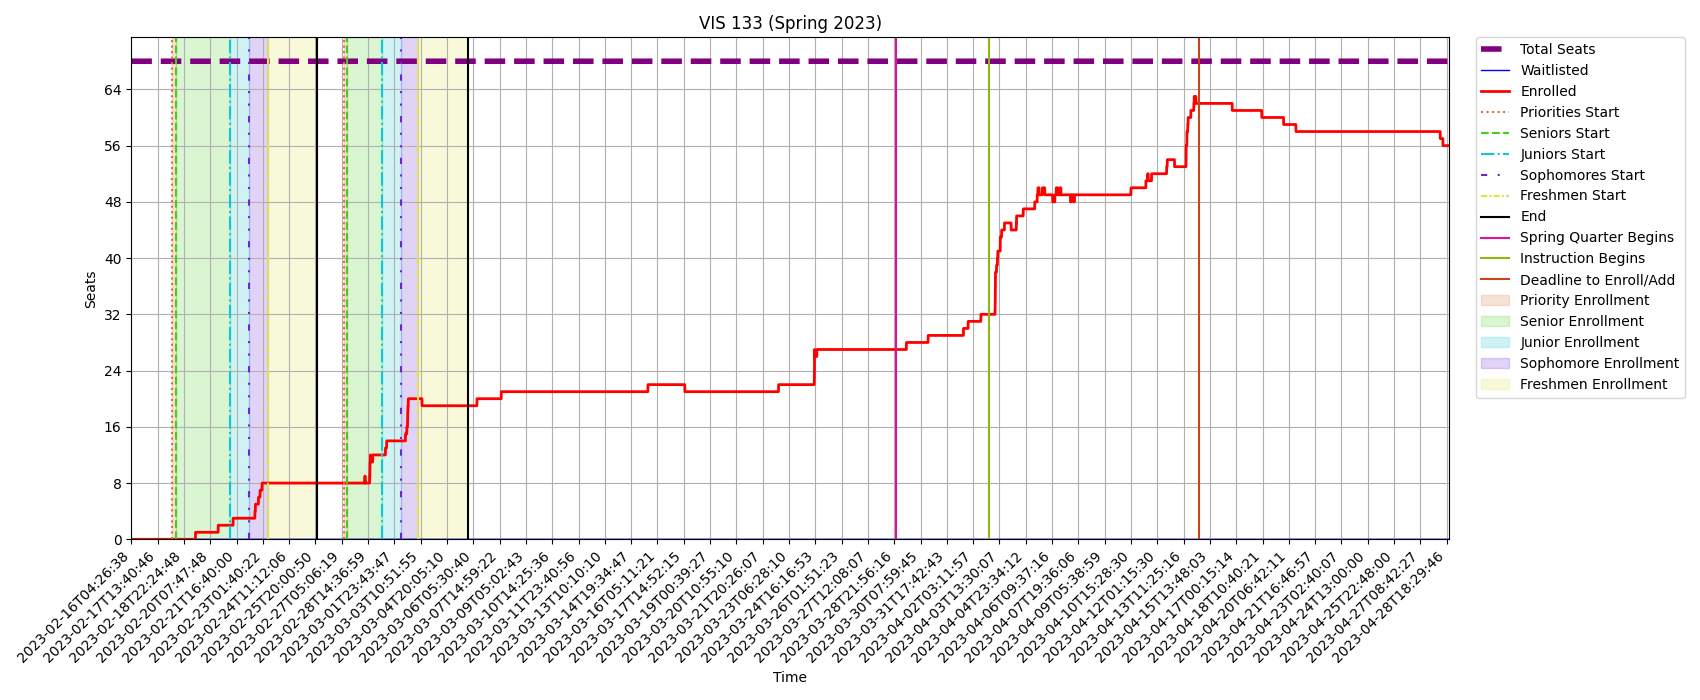 VIS 133 (Spring 2023)
Seats
64
56
48
40
32
24
16
8
0
2023-02-16T04:26:38
2023-02-17T13:40:46
2023-02-18T22:24:48
2023-02-20T07:47:48
2023-02-21T16:40:00
2023-02-23T01:40:22
2023-02-24T11:12:06
2023-02-25T20:00:50
2023-02-27T05:06:19
2023-02-28T14:36:59
2023-03-01T23:43:47
2023-03-03T10:51:55
2023-03-04T20:05:10
2023-03-06T05:30:40
2023-03-07T14:59:22
2023-03-09T05:02:43
2023-03-10T14:25:36
2023-03-11T23:40:56
2023-03-13T10:10:10
2023-03-14T19:34:47
2023-03-16T05:11:21
2023-03-17T14:52:15
2023-03-19T00:39:27
2023-03-20T10:55:10
2023-03-21T20:26:07
2023-03-23T06:28:10
2023-03-24T16:16:53
2023-03-26T01:51:23
2023-03-27T12:08:07
2023-03-28T21:56:16
2023-03-30T07:59:45
2023-03-31T17:42:43
2023-04-02T03:11:57
2023-04-03T13:30:07
2023-04-04T23:34:12
2023-04-06T09:37:16
2023-04-07T19:36:06
2023-04-09T05:38:59
2023-04-10T15:28:30
2023-04-12T01:15:30
2023-04-13T11:25:16
2023-04-15T13:48:03
2023-04-17T00:15:14
2023-04-18T10:40:21
2023-04-20T06:42:11
2023-04-21T16:46:57
2023-04-23T02:40:07
2023-04-24T13:00:00
2023-04-25T22:48:00
2023-04-27T08:42:27
2023-04-28T18:29:46
Time
Total Seats
Waitlisted
Enrolled
Priorities Start
Seniors Start
Juniors Start
Sophomores Start
Freshmen Start
End
Spring Quarter Begins
Instruction Begins
Deadline to Enroll/Add
Priority Enrollment
Senior Enrollment
Junior Enrollment
Sophomore Enrollment
Freshmen Enrollment